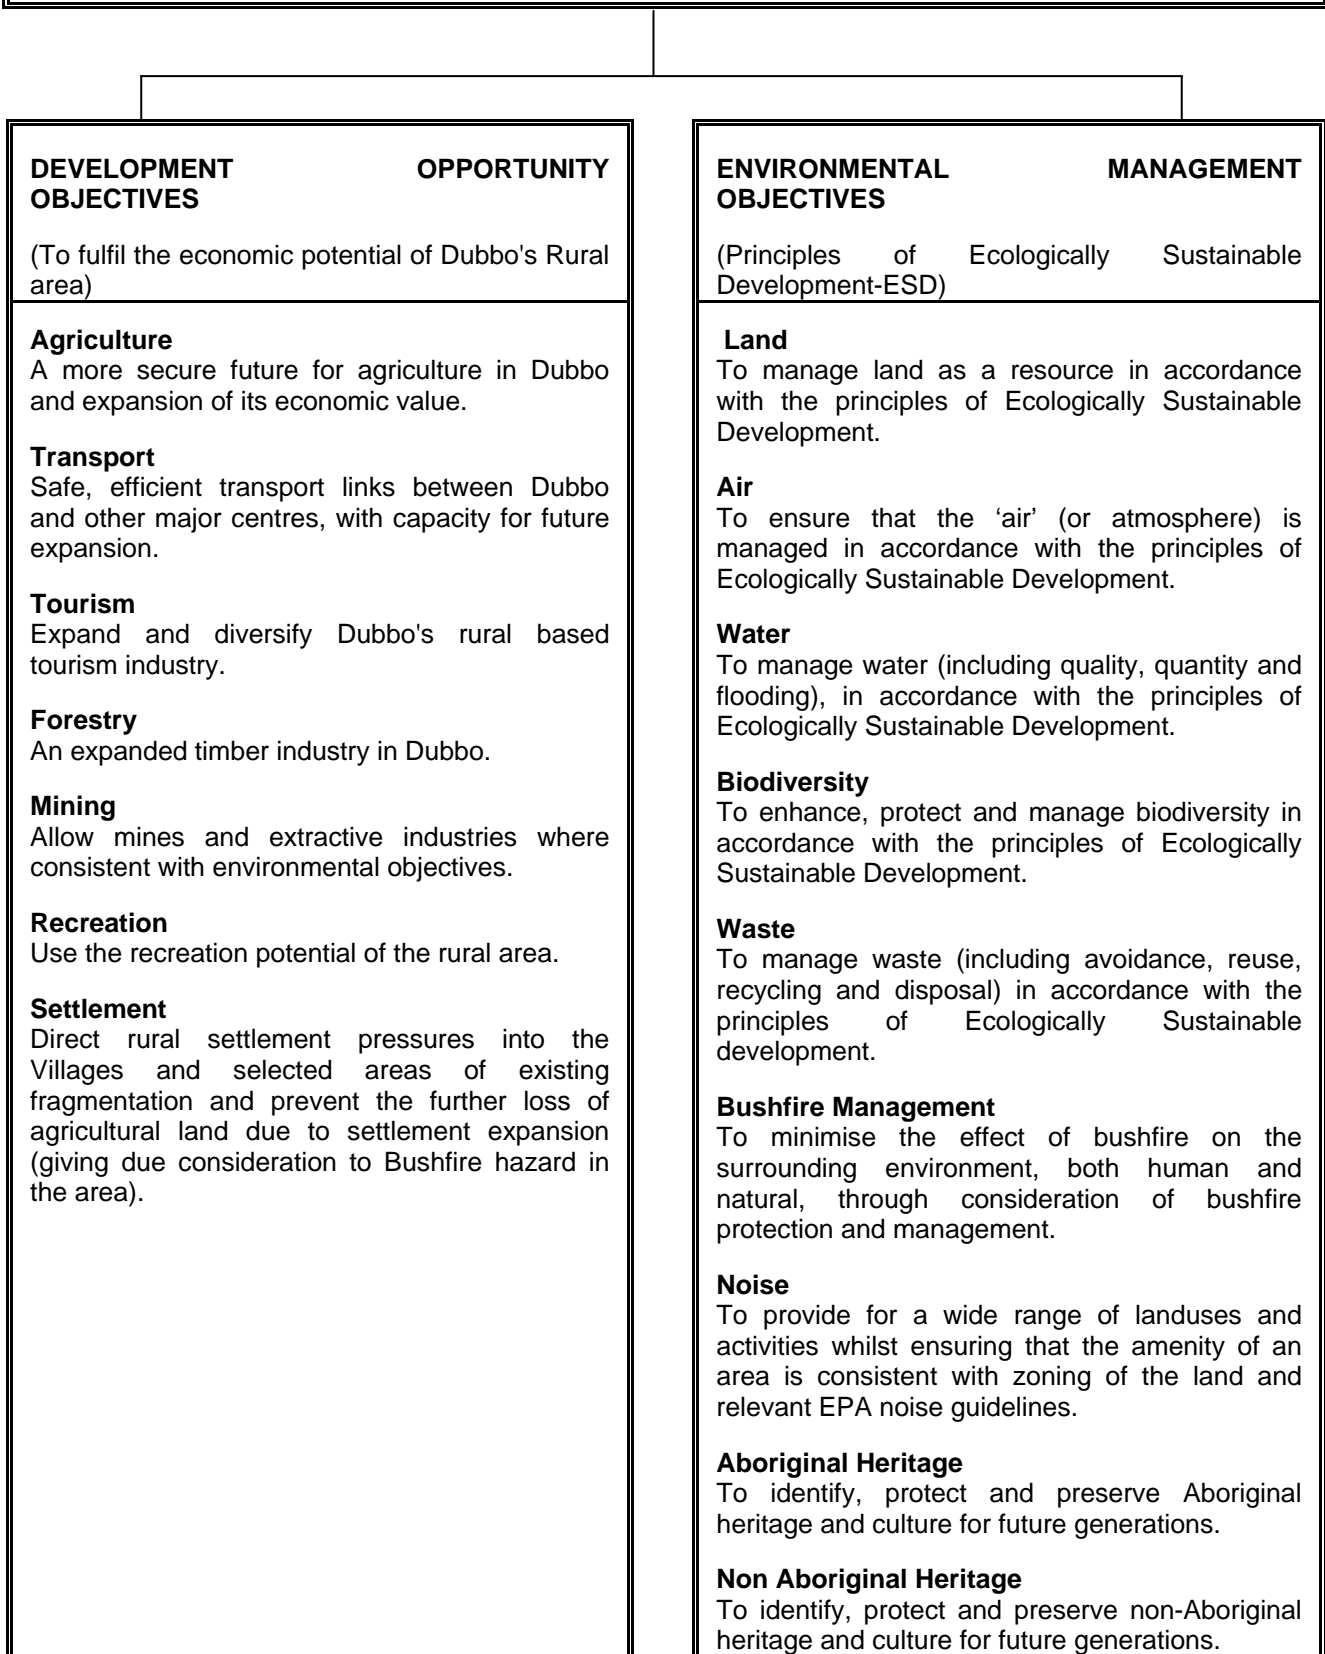 DEVELOPMENT OPPORTUNITY
OBJECTIVES
(To fulfil the economic potential of Dubbo's Rural
area)
Agriculture
A more secure future for agriculture in Dubbo
and expansion of its economic value.
Transport
Safe, efficient transport links between Dubbo
and other major centres, with capacity for future
expansion.
Tourism
Expand and diversify Dubbo's rural based
tourism industry.
Forestry
An expanded timber industry in Dubbo.
Mining
Allow mines and extractive industries where
consistent with environmental objectives.
Recreation
Use the recreation potential of the rural area.
Settlement
Direct rural settlement pressures into the
Villages and selected areas of existing
fragmentation and prevent the further loss of
agricultural land due to settlement expansion
(giving due consideration to Bushfire hazard in
the area).
ENVIRONMENTAL MANAGEMENT
OBJECTIVES
(Principles of Ecologically Sustainable
Development-ESD)
Land
To manage land as a resource in accordance
with the principles of Ecologically Sustainable
Development.
Air
To ensure that the ‘air’ (or atmosphere) is
managed in accordance with the principles of
Ecologically Sustainable Development.
Water
To manage water (including quality, quantity and
flooding), in accordance with the principles of
Ecologically Sustainable Development.
Biodiversity
To enhance, protect and manage biodiversity in
accordance with the principles of Ecologically
Sustainable Development.
Waste
To manage waste (including avoidance, reuse,
recycling and disposal) in accordance with the
principles of Ecologically Sustainable
development.
Bushfire Management
To minimise the effect of bushfire on the
surrounding environment, both human and
natural, through consideration of bushfire
protection and management.
Noise
To provide for a wide range of landuses and
activities whilst ensuring that the amenity of an
area is consistent with zoning of the land and
relevant EPA noise guidelines.
Aboriginal Heritage
To identify, protect and preserve Aboriginal
heritage and culture for future generations.
Non Aboriginal Heritage
To identify, protect and preserve non-Aboriginal
heritage and culture for future generations.